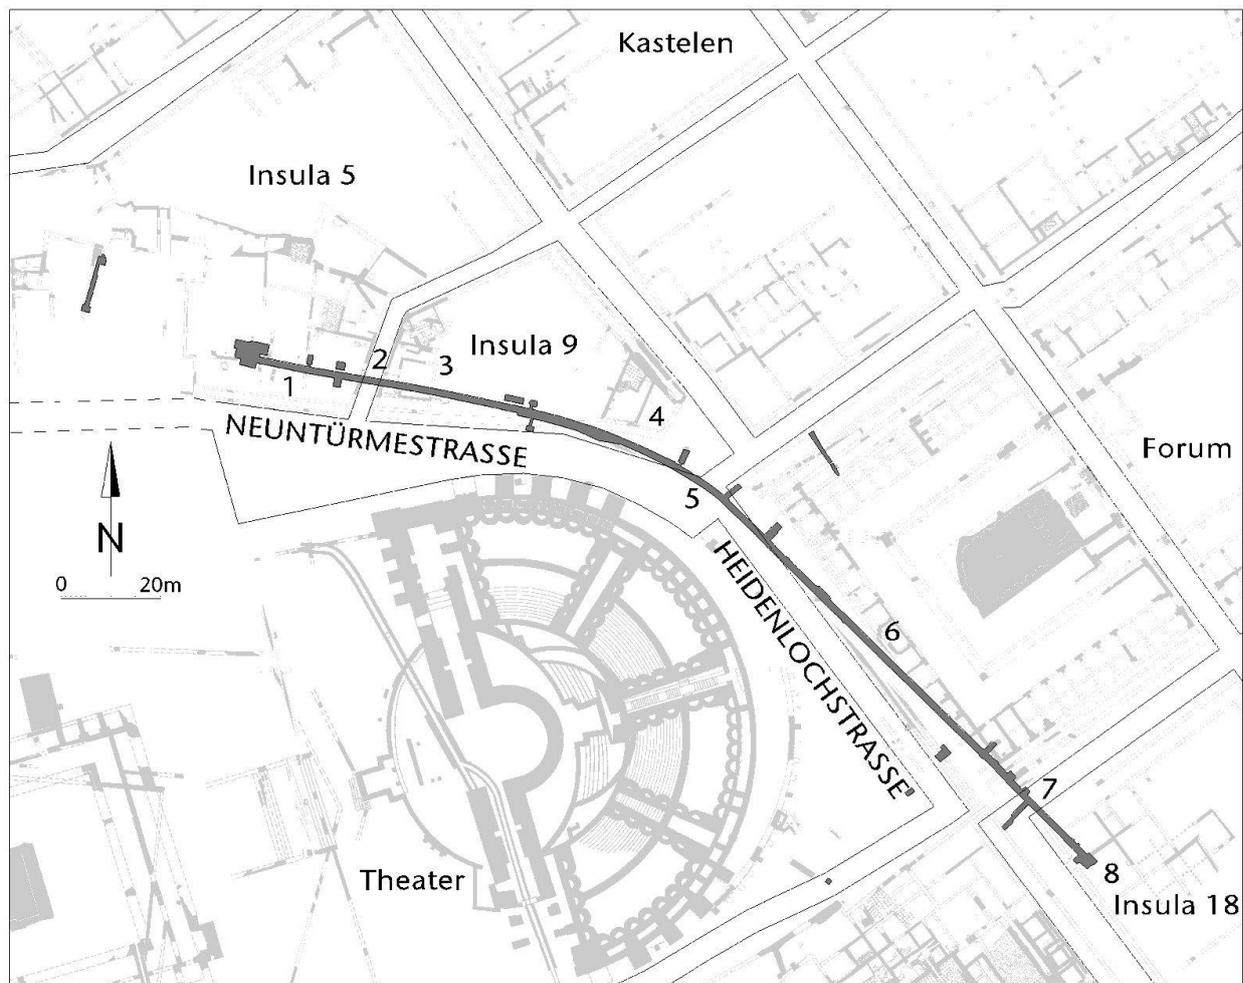 Kastelen
Insula 5
Insula 9
2
3
1
4
NEUNTÜRMESTRASSE
Forum
5
N
0 20m
HEIDENLOCHSTRASSE
6
7
Theater
8
Insula 18